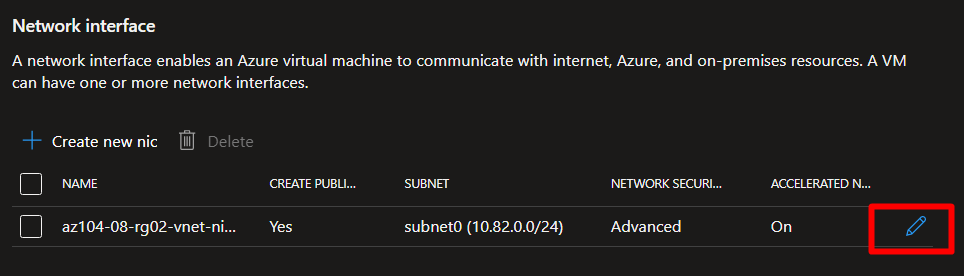 Network interface
A network interface enables an Azure virtual machine to communicate with internet, Azure, and on-premises resources. A VM
can have one or more network interfaces.
Create new nic Delete
NAME CREATE PUBLI... SUBNET NETWORK SECURI... ACCELERATED N...
az104-08-rg02-vnet-ni... Yes subnet0 (10.82.0.0/24) Advanced On